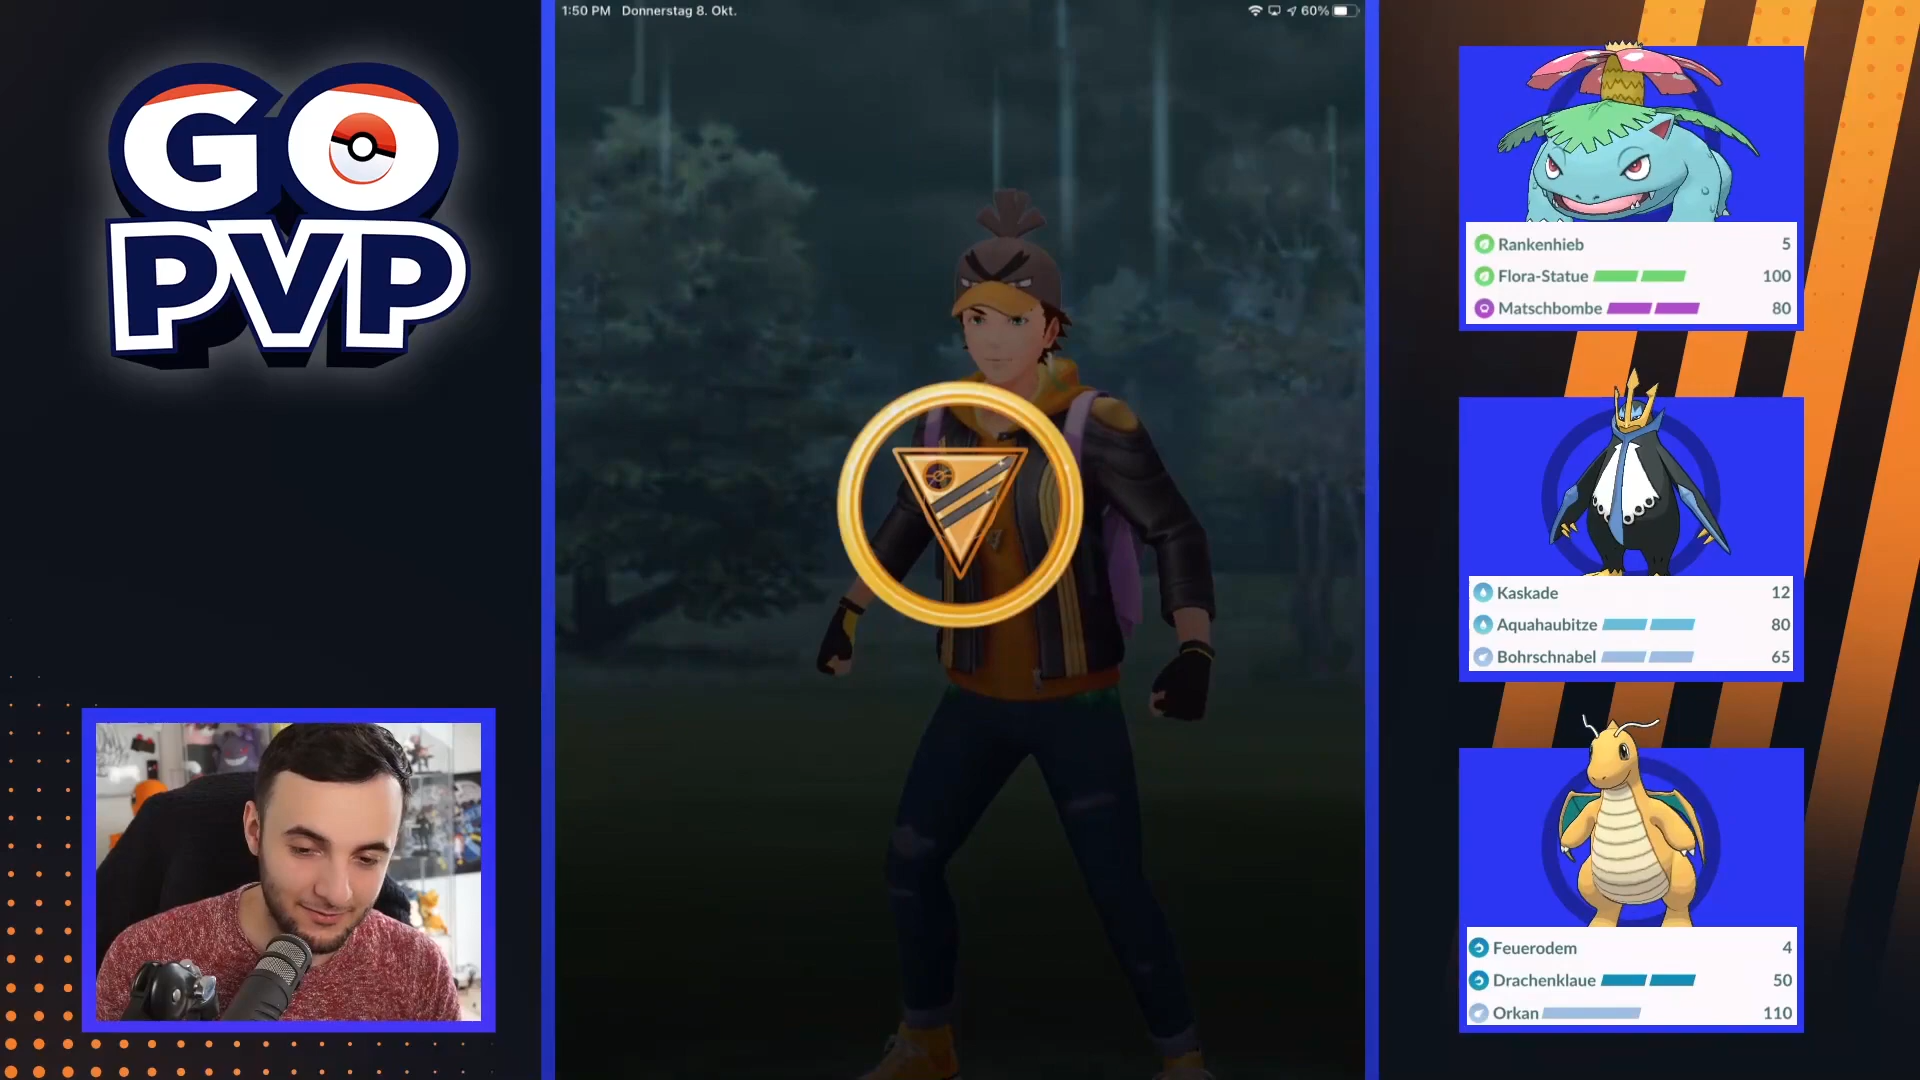 1:50 PM Donnerstag 8. Okt.
60%
GO
PVP
Rankenhieb 5
Flora-Statue 100
Matschbombe 80
Kaskade 12
Aquahaubitze 80
Bohrschnabel 65
Feuerodem 4
Drachenklaue 50
Orkan 110